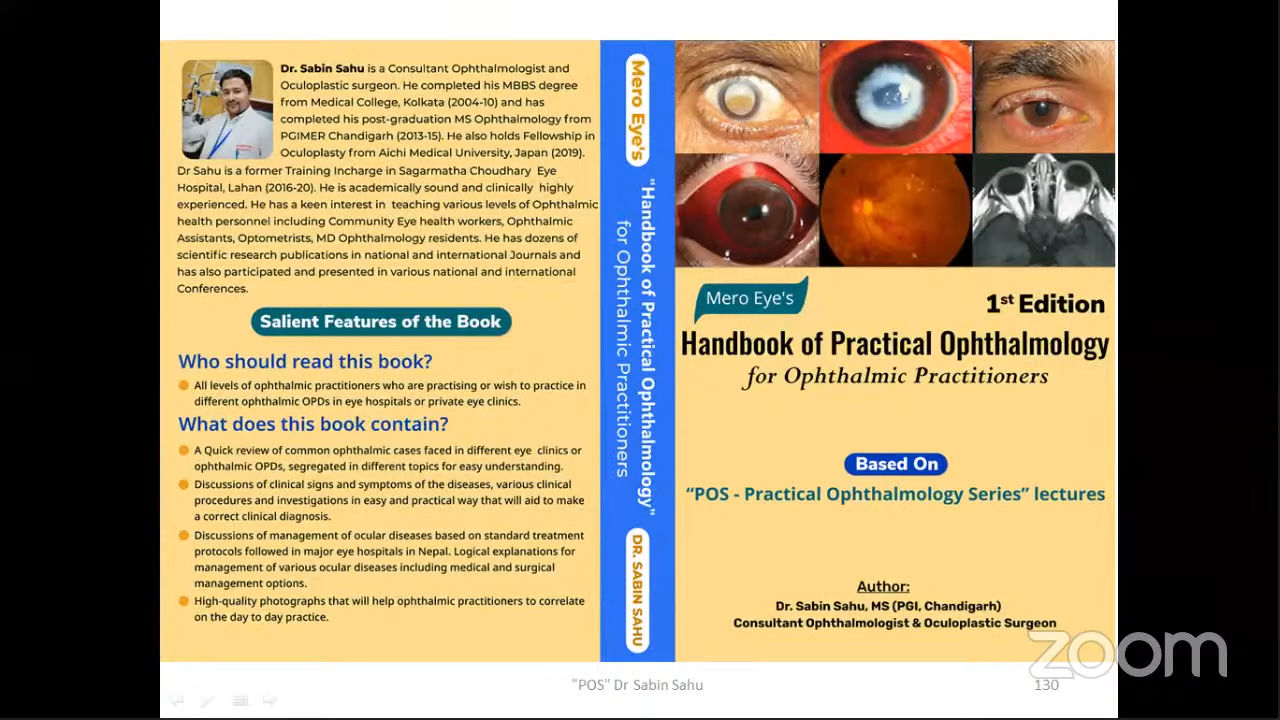 Dr. Sabin Sahu is a Consultant Ophthalmologist and
Oculoplastic surgeon. He completed his MBBS degree
from Medical College, Kolkata (2004-10) and has
completed his post-graduation MS Ophthalmology from
PGIMER Chandigarh (2013-15). He also holds Fellowship in
Oculoplasty from Aichi Medical University, Japan (2019).
Dr Sahu is a former Training Incharge in Sagarmatha Choudhary Eye
Hospital, Lahan (2016-20). He is academically sound and clinically highly
experienced. He has a keen interest in teaching various levels of Ophthalmic
health personnel including Community Eye health workers, Ophthalmic
Assistants, Optometrists, MD Ophthalmology residents. He has dozens of
scientific research publications in national and international Journals and
has also participated and presented in various national and international
Conferences.
Salient Features of the Book
Who should read this book?
All levels of ophthalmic practitioners who are practising or wish to practice in
different ophthalmic OPDs in eye hospitals or private eye clinics.
What does this book contain?
A Quick review of common ophthalmic cases faced in different eye clinics or
ophthalmic OPDs, segregated in different topics for easy understanding.
Discussions of clinical signs and symptoms of the diseases, various clinical
procedures and investigations in easy and practical way that will aid to make
a correct clinical diagnosis.
Discussions of management of ocular diseases based on standard treatment
protocols followed in major eye hospitals in Nepal. Logical explanations for
management of various ocular diseases including medical and surgical
management options.
High-quality photographs that will help ophthalmic practitioners to correlate
on the day to day practice.
Mero Eye's
"Handbook of Practical Ophthalmology"
for Ophthalmic Practitioners
DR. SABIN SAHU
Mero Eye's
1st Edition
Handbook of Practical Ophthalmology
for Ophthalmic Practitioners
Based On
“POS - Practical Ophthalmology Series” lectures
Author:
Dr. Sabin Sahu, MS (PGI, Chandigarh)
Consultant Ophthalmologist & Oculoplastic Surgeon
zoom
"POS" Dr Sabin Sahu
130